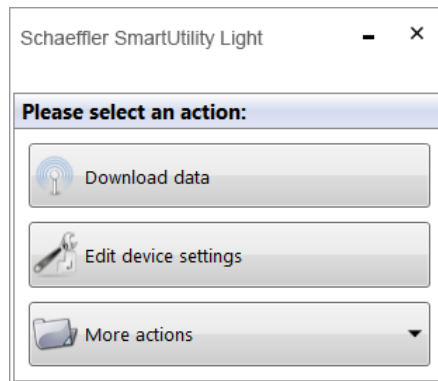 Schaeffler SmartUtility Light
Please select an action:
Download data
Edit device settings
More actions